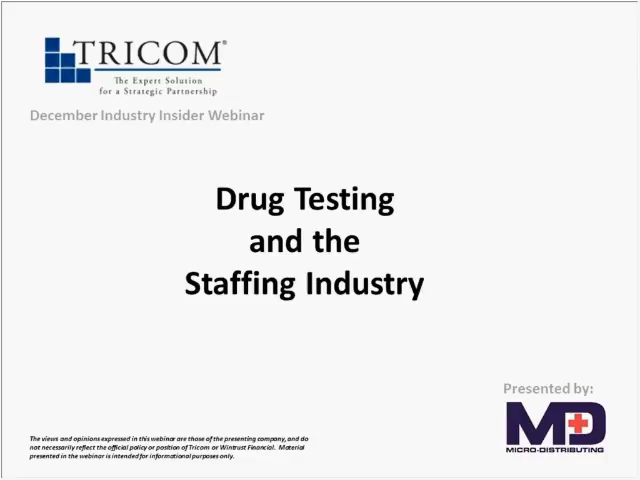 TRICOM®
The Expert Solution
for a Strategic Partnership
December Industry Insider Webinar
Drug Testing
and the
Staffing Industry
Presented by:
MD
MICRO-DISTRIBUTING
The views and opinions expressed in this webinar are those of the presenting company, and do
not necessarily reflect the official policy or position of Tricom or Wintrust Financial. Material
presented in the webinar is intended for informational purposes only.